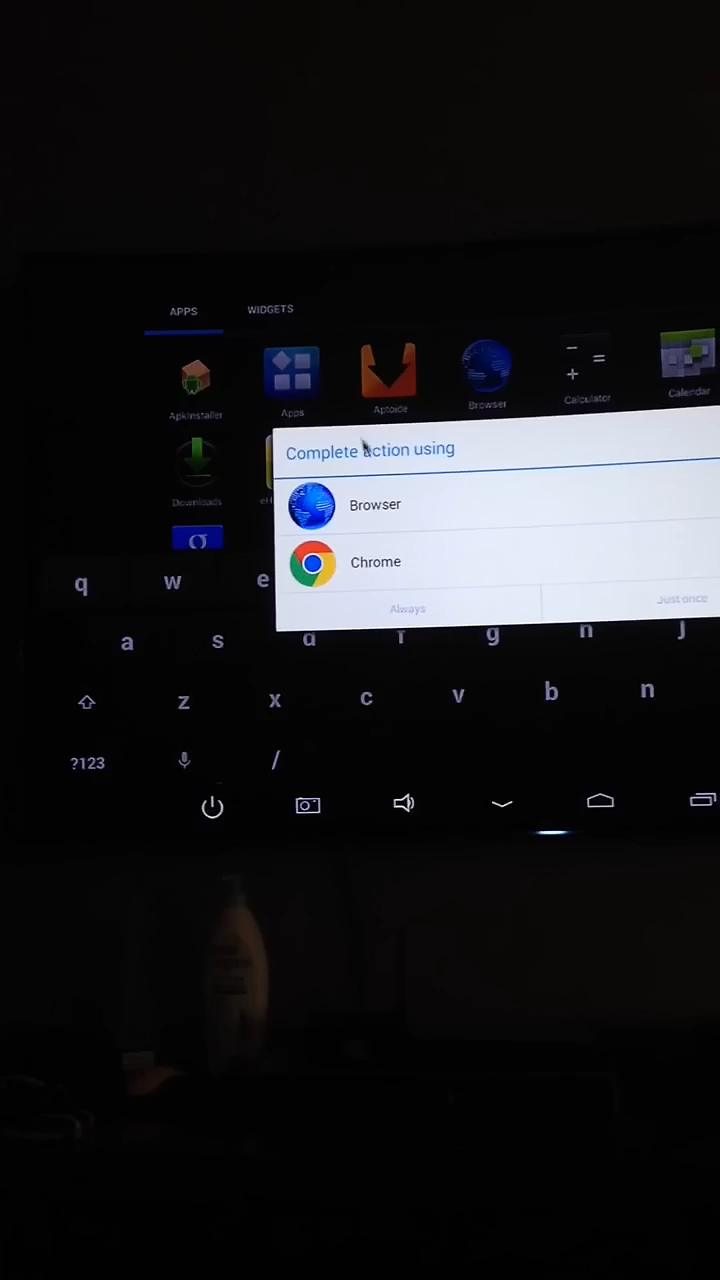 APPS WIDGETS
ApkInstaller Apps Aptoide Browser Calculator Calendar
Complete action using
Downloads
Browser
Chrome
Always Just once
q w e
a s g J
z x c v b n
?123 /